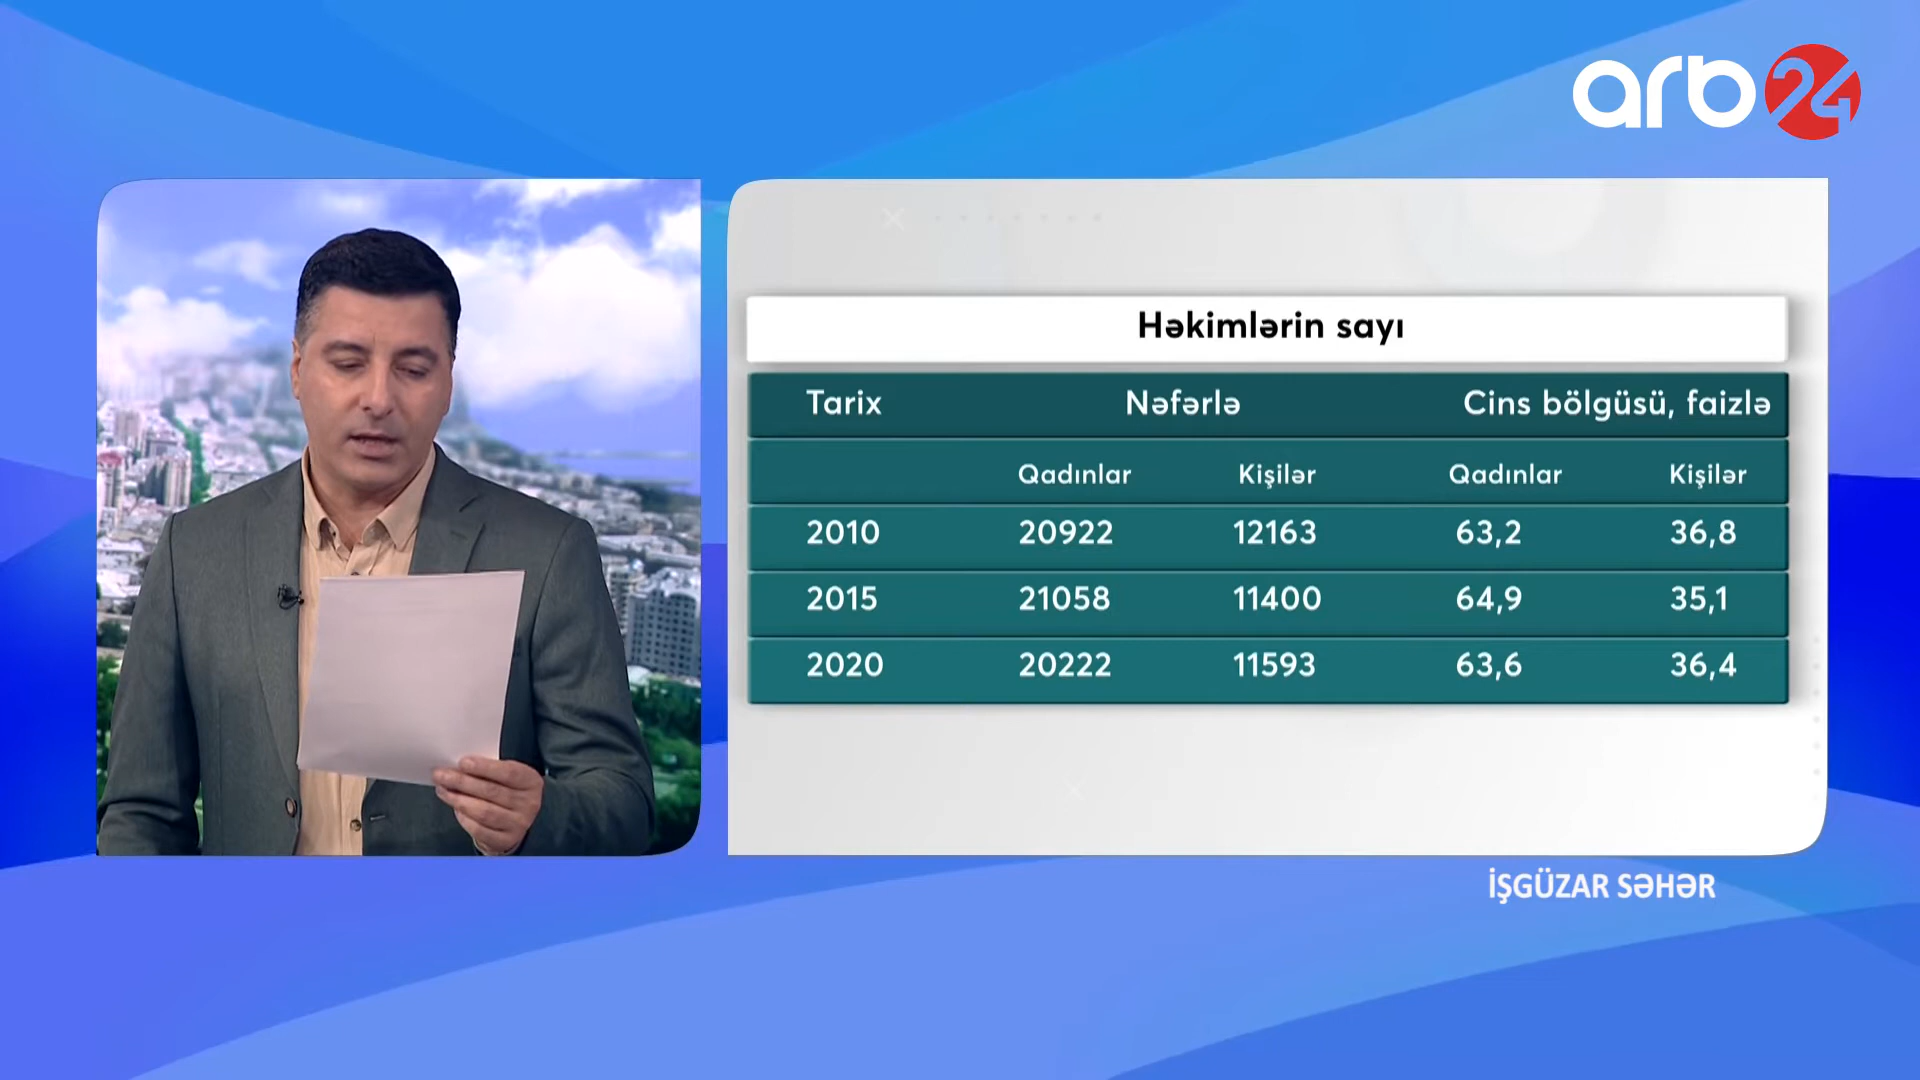 arb24
Həkimlərin sayı
Tarix Nəfərlə Cins bölgüsü, faizlə
Qadınlar Kişilər Qadınlar Kişilər
2010 20922 12163 63,2 36,8
2015 21058 11400 64,9 35,1
2020 20222 11593 63,6 36,4
İŞGÜZAR SƏHƏR